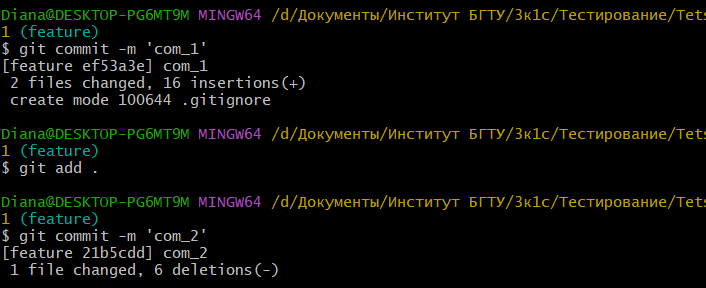 Diana@DESKTOP-PG6MT9M MINGW64 /d/Документы/Институт БГТУ/3к1с/Тестирование/Tets
1 (feature)
$ git commit -m 'com_1'
[feature ef53a3e] com_1
 2 files changed, 16 insertions(+)
 create mode 100644 .gitignore

Diana@DESKTOP-PG6MT9M MINGW64 /d/Документы/Институт БГТУ/3к1с/Тестирование/Tets
1 (feature)
$ git add .

Diana@DESKTOP-PG6MT9M MINGW64 /d/Документы/Институт БГТУ/3к1с/Тестирование/Tets
1 (feature)
$ git commit -m 'com_2'
[feature 21b5cdd] com_2
 1 file changed, 6 deletions(-)